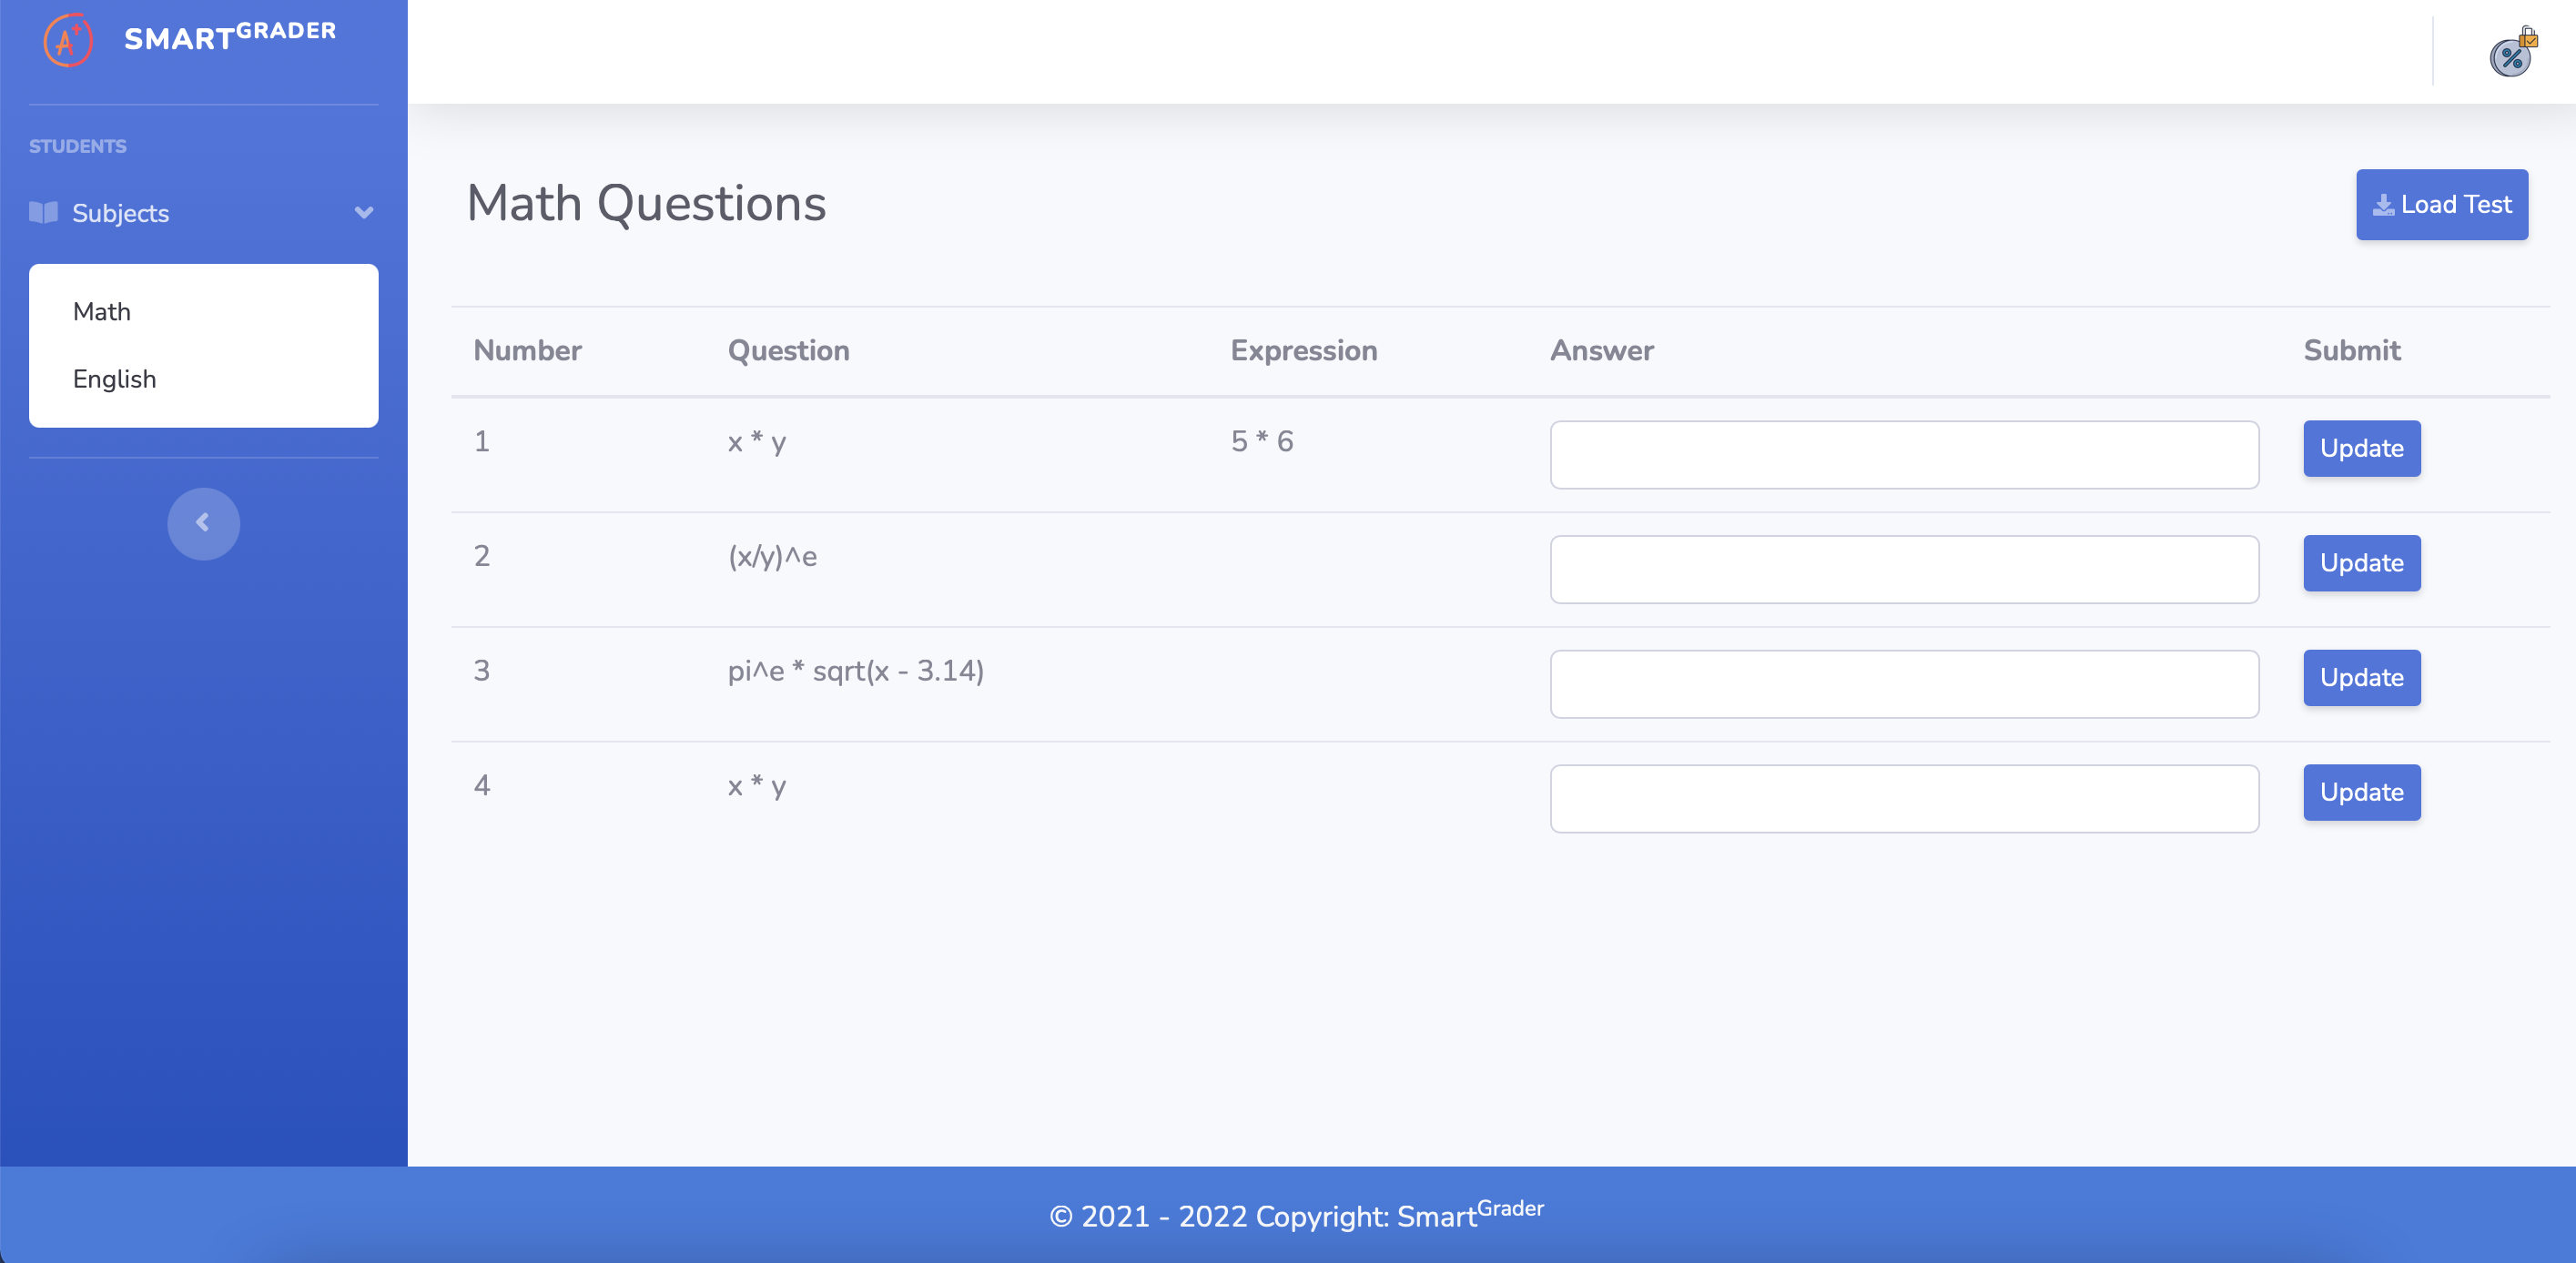 SMARTGRADER
STUDENTS
Subjects
Math
English
Math Questions
Load Test
Number Question Expression Answer Submit
1 x * y 5 * 6 Update
2 (x/y)^e Update
3 pi^e * sqrt(x - 3.14) Update
4 x * y Update
© 2021 - 2022 Copyright: SmartGrader